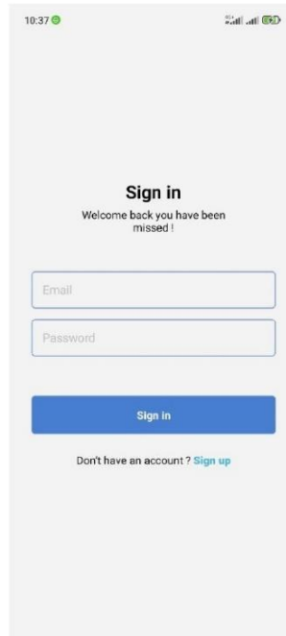 10:37
Sign in
Welcome back you have been
missed !
Email
Password
Sign in
Don't have an account ? Sign up